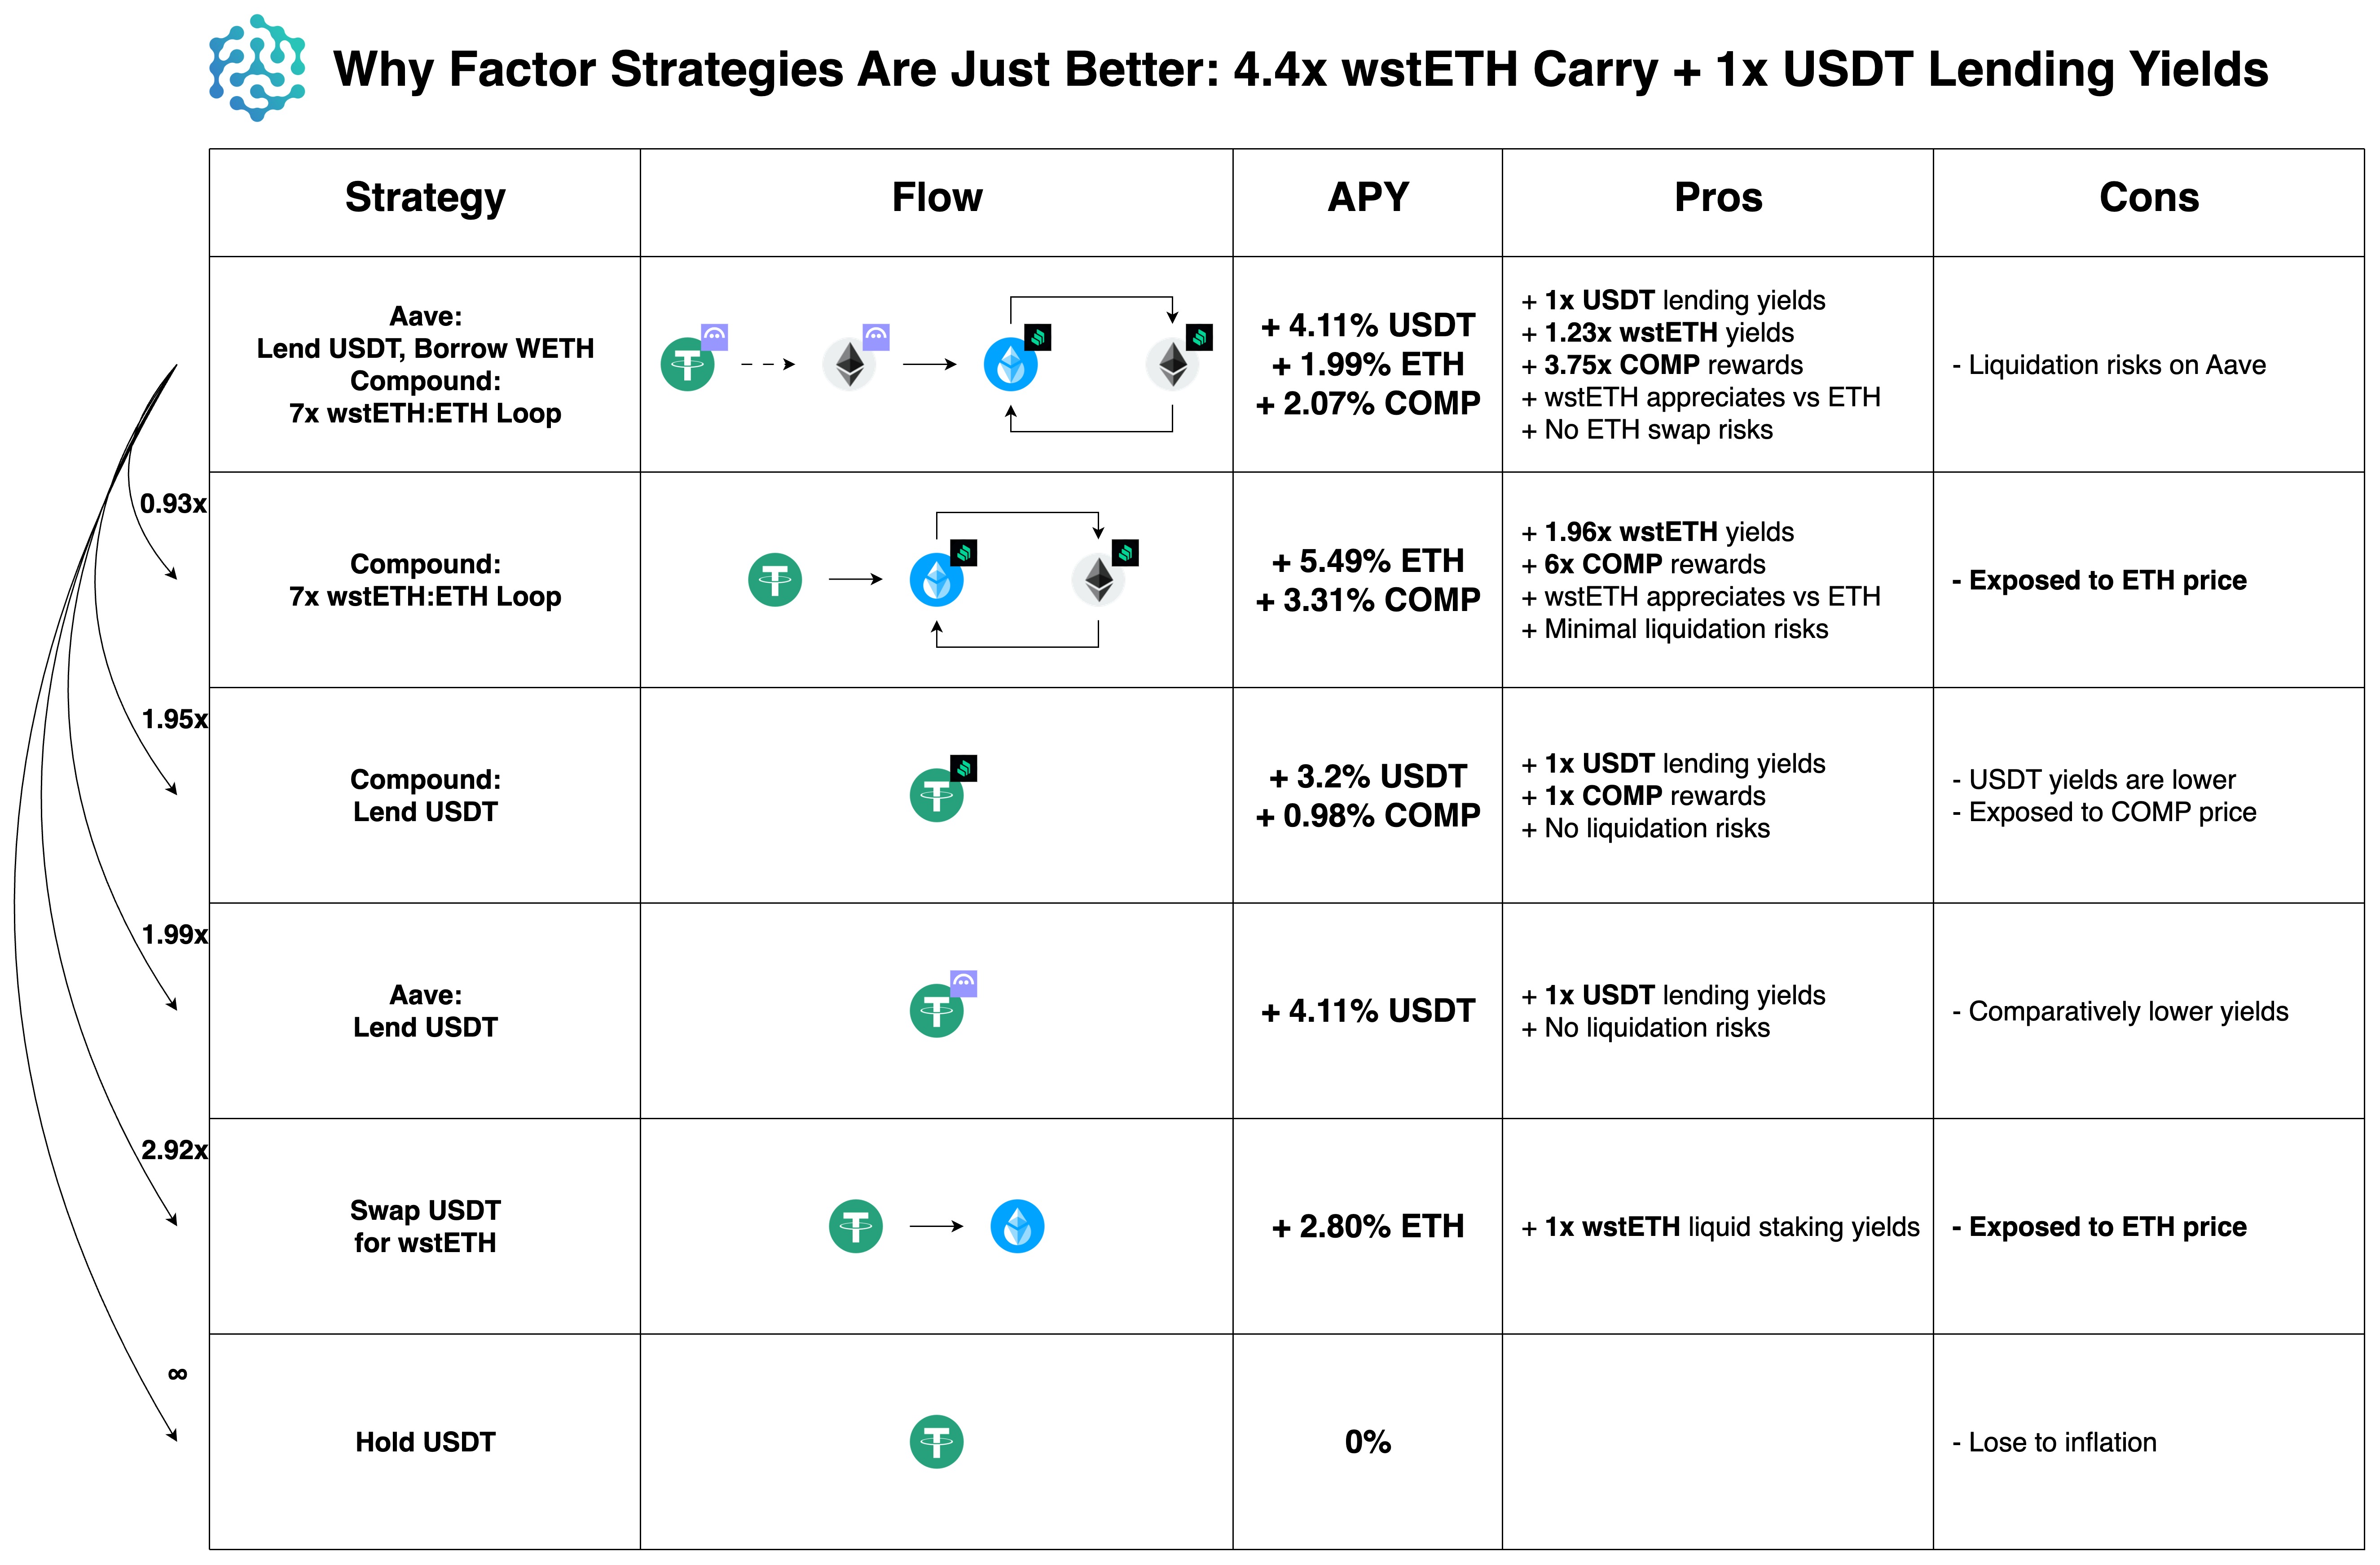 Why Factor Strategies Are Just Better: 4.4x wstETH Carry + 1x USDT Lending Yields
Strategy
Flow
APY
Pros
Cons
Aave:
Lend USDT, Borrow WETH
Compound:
7x wstETH:ETH Loop
+ 4.11% USDT
+ 1.99% ETH
+ 2.07% COMP
+ 1x USDT lending yields
+ 1.23x wstETH yields
+ 3.75x COMP rewards
+ wstETH appreciates vs ETH
+ No ETH swap risks
- Liquidation risks on Aave
0.93x
Compound:
7x wstETH:ETH Loop
+ 5.49% ETH
+ 3.31% COMP
+ 1.96x wstETH yields
+ 6x COMP rewards
+ wstETH appreciates vs ETH
+ Minimal liquidation risks
- Exposed to ETH price
1.95x
Compound:
Lend USDT
+ 3.2% USDT
+ 0.98% COMP
+ 1x USDT lending yields
+ 1x COMP rewards
+ No liquidation risks
- USDT yields are lower
- Exposed to COMP price
1.99x
Aave:
Lend USDT
+ 4.11% USDT
+ 1x USDT lending yields
+ No liquidation risks
- Comparatively lower yields
2.92x
Swap USDT
for wstETH
+ 2.80% ETH
+ 1x wstETH liquid staking yields
- Exposed to ETH price
∞
Hold USDT
0%
- Lose to inflation